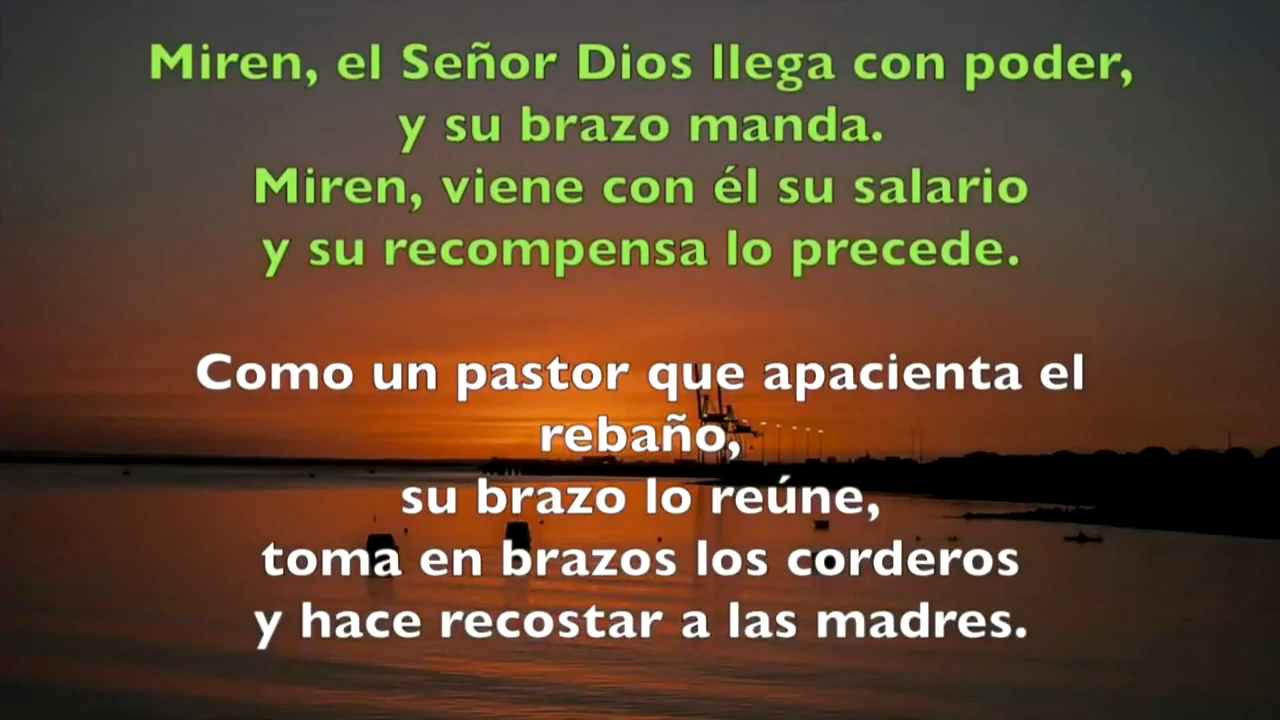 Miren, el Señor Dios llega con poder,
y su brazo manda.
Miren, viene con él su salario
y su recompensa lo precede.
Como un pastor que apacienta el
rebaño,
su brazo lo reúne,
toma en brazos los corderos
y hace recostar a las madres.